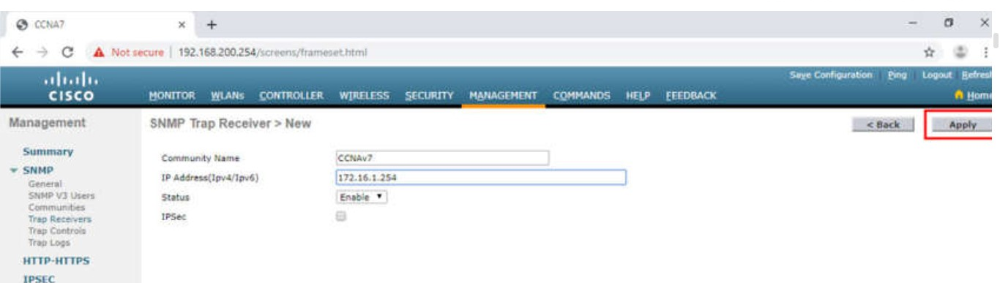 CCNA7
Not secure | 192.168.200.254/screens/frameset.html
Save Configuration Ping Logout Refresh
CISCO MONITOR WLANs CONTROLLER WIRELESS SECURITY MANAGEMENT COMMANDS HELP FEEDBACK Home
Management SNMP Trap Receiver > New < Back Apply
Summary
Community Name CCNAv7
SNMP
IP Address(Ipv4/Ipv6) 172.16.1.254
General
SNMP V3 Users
Status Enable
Communities
Trap Receivers
IPSec
Trap Controls
Trap Logs
HTTP-HTTPS
IPSEC